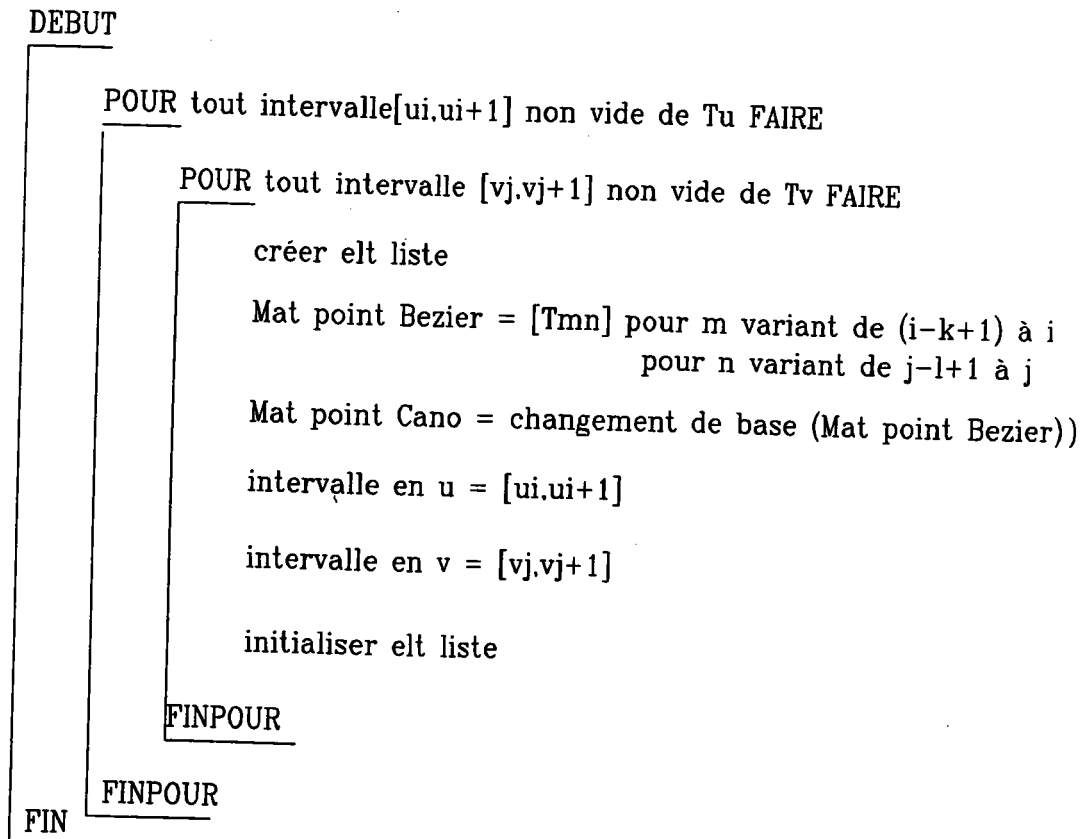 DEBUT
POUR tout intervalle[ui,ui+1] non vide de Tu FAIRE
POUR tout intervalle [vj,vj+1] non vide de Tv FAIRE
créer elt liste
Mat point Bezier = [Tmn] pour m variant de (i-k+1) à i
pour n variant de j-l+1 à j
Mat point Cano = changement de base (Mat point Bezier))
intervalle en u = [ui,ui+1]
intervalle en v = [vj,vj+1]
initialiser elt liste
FINPOUR
FINPOUR
FIN